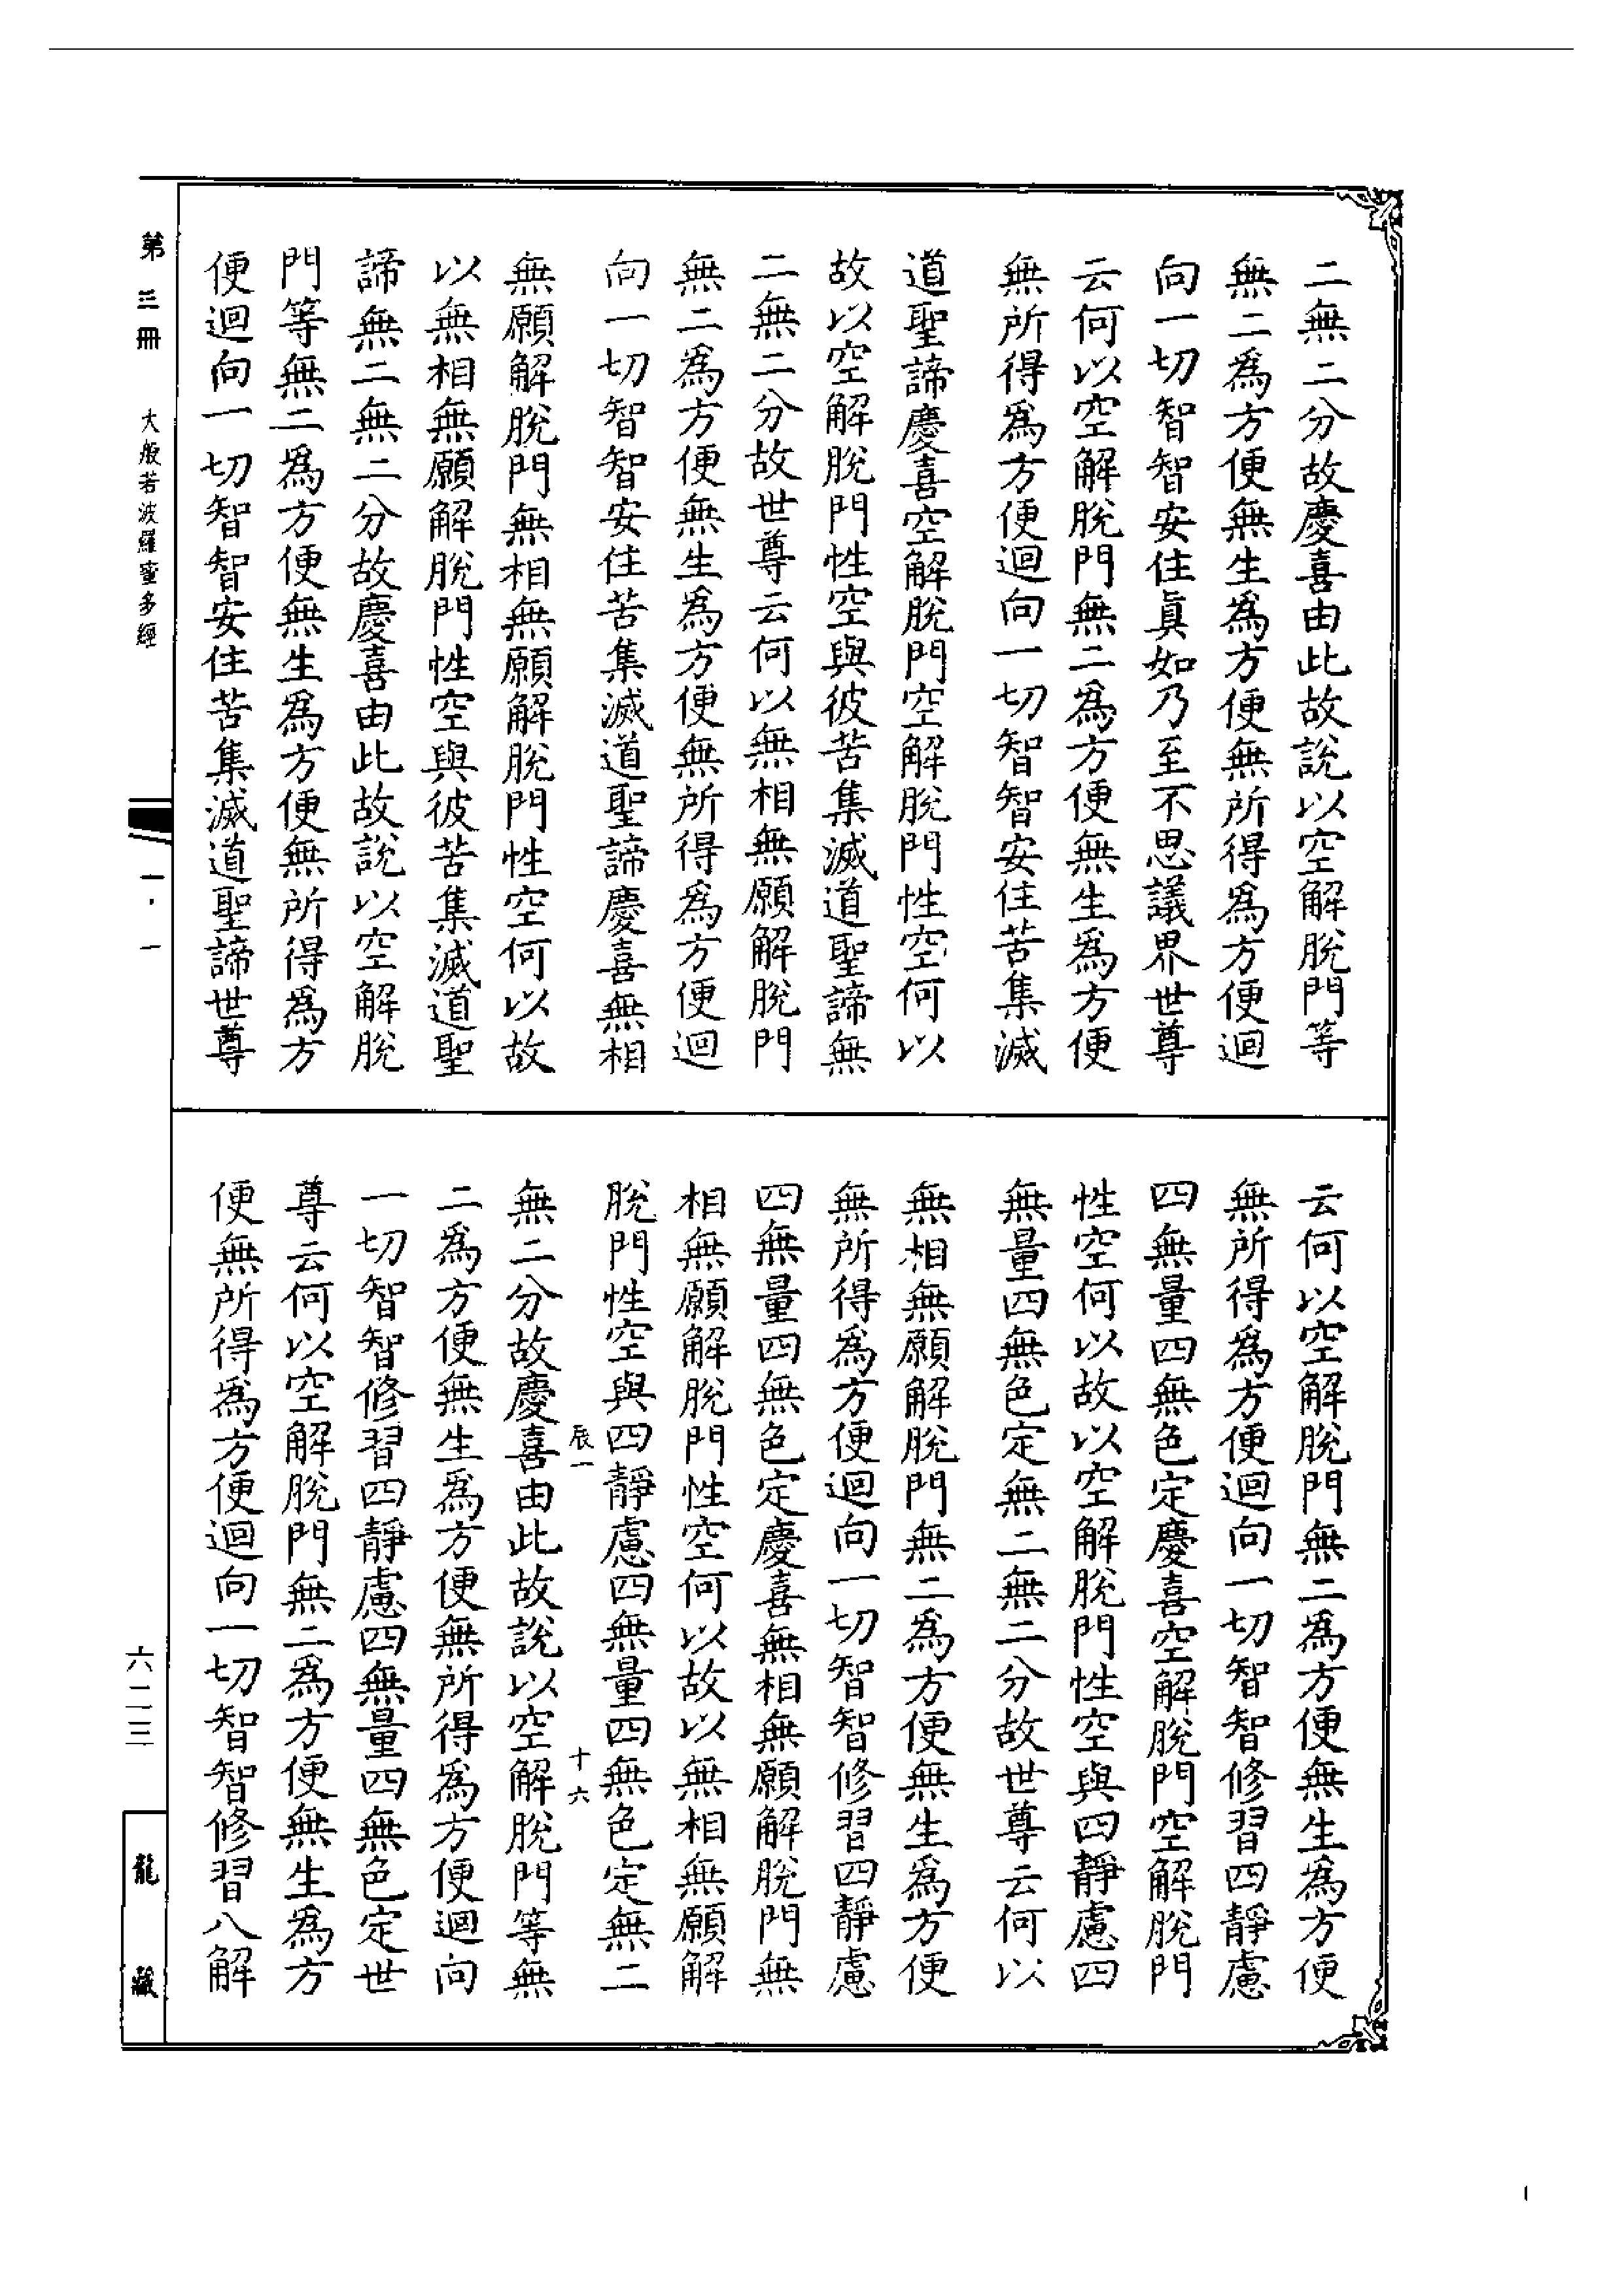 二無二分故慶喜由此故說以空解脫門等
無二爲方便無生爲方便無所得爲方便迴
向一切智智安住眞如乃至不思議界世尊
云何以空解脫門無二爲方便無生爲方便
無所得爲方便迴向一切智智安住苦集滅
道聖諦慶喜空解脫門空解脫門性空何以
故以空解脫門性空與彼苦集滅道聖諦無
二無二分故世尊云何以無相無願解脫門
無二爲方便無生爲方便無所得爲方便迴
向一切智智安住苦集滅道聖諦慶喜無相
無願解脫門無相無願解脫門性空何以故
以無相無願解脫門性空與彼苦集滅道聖
諦無二無二分故慶喜由此故說以空解脫
門等無二爲方便無生爲方便無所得爲方
便迴向一切智智安住苦集滅道聖諦世尊
云何以空解脫門無二爲方便無生爲方便
無所得爲方便迴向一切智智修習四靜慮
四無量四無色定慶喜空解脫門空解脫門
性空何以故以空解脫門性空與四靜慮四
無量四無色定無二無二分故世尊云何以
無相無願解脫門無二爲方便無生爲方便
無所得爲方便迴向一切智智修習四靜慮
四無量四無色定慶喜無相無願解脫門無
相無願解脫門性空何以故以無相無願解
脫門性空與四靜慮四無量四無色定無二
辰一 十六
無二分故慶喜由此故說以空解脫門等無
二爲方便無生爲方便無所得爲方便迴向
一切智智修習四靜慮四無量四無色定世
尊云何以空解脫門無二爲方便無生爲方
便無所得爲方便迴向一切智智修習八解
第三冊 大般若波羅蜜多經 一·一 六二三 龍藏